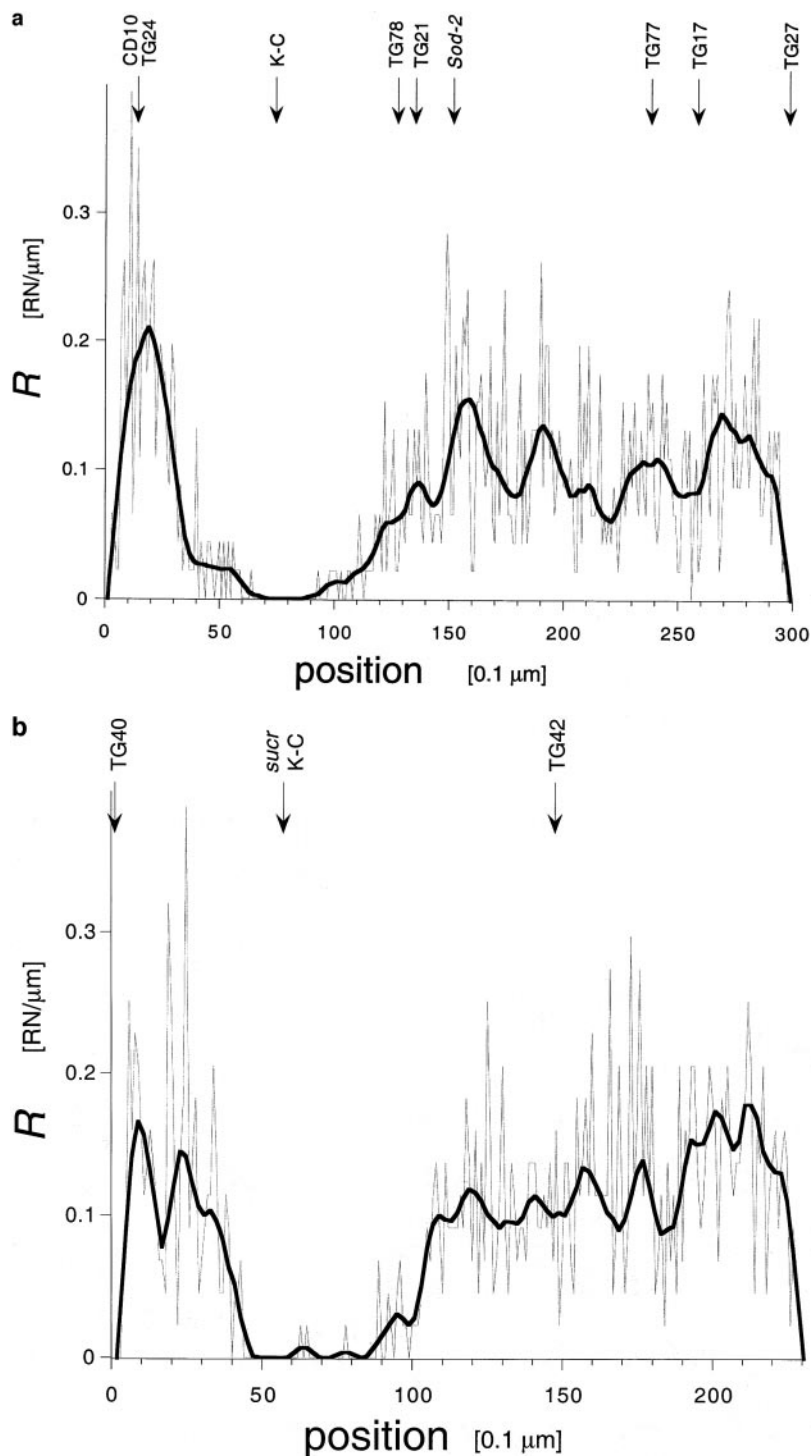 a
CD10
TG24
K-C
TG78
TG21
Sod-2
TG77
TG17
TG27
R [RN/μm]
0.3
0.2
0.1
0
0 50 100 150 200 250 300
position [0.1 μm]
b
TG40
sucr
K-C
TG42
R [RN/μm]
0.3
0.2
0.1
0
0 50 100 150 200
position [0.1 μm]